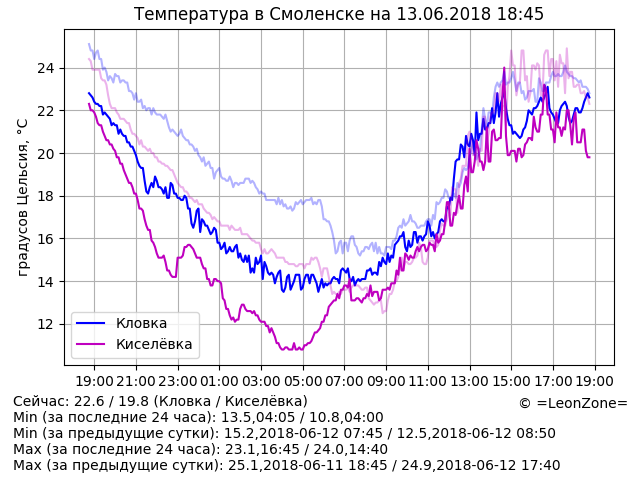 Температура в Смоленске на 13.06.2018 18:45
градусов Цельсия, °C
24
22
20
18
16
14
12
Кловка
Киселёвка
19:00 21:00 23:00 01:00 03:00 05:00 07:00 09:00 11:00 13:00 15:00 17:00 19:00
Сейчас: 22.6 / 19.8 (Кловка / Киселёвка)
© =LeonZone=
Min (за последние 24 часа): 13.5,04:05 / 10.8,04:00
Min (за предыдущие сутки): 15.2,2018-06-12 07:45 / 12.5,2018-06-12 08:50
Max (за последние 24 часа): 23.1,16:45 / 24.0,14:40
Max (за предыдущие сутки): 25.1,2018-06-11 18:45 / 24.9,2018-06-12 17:40